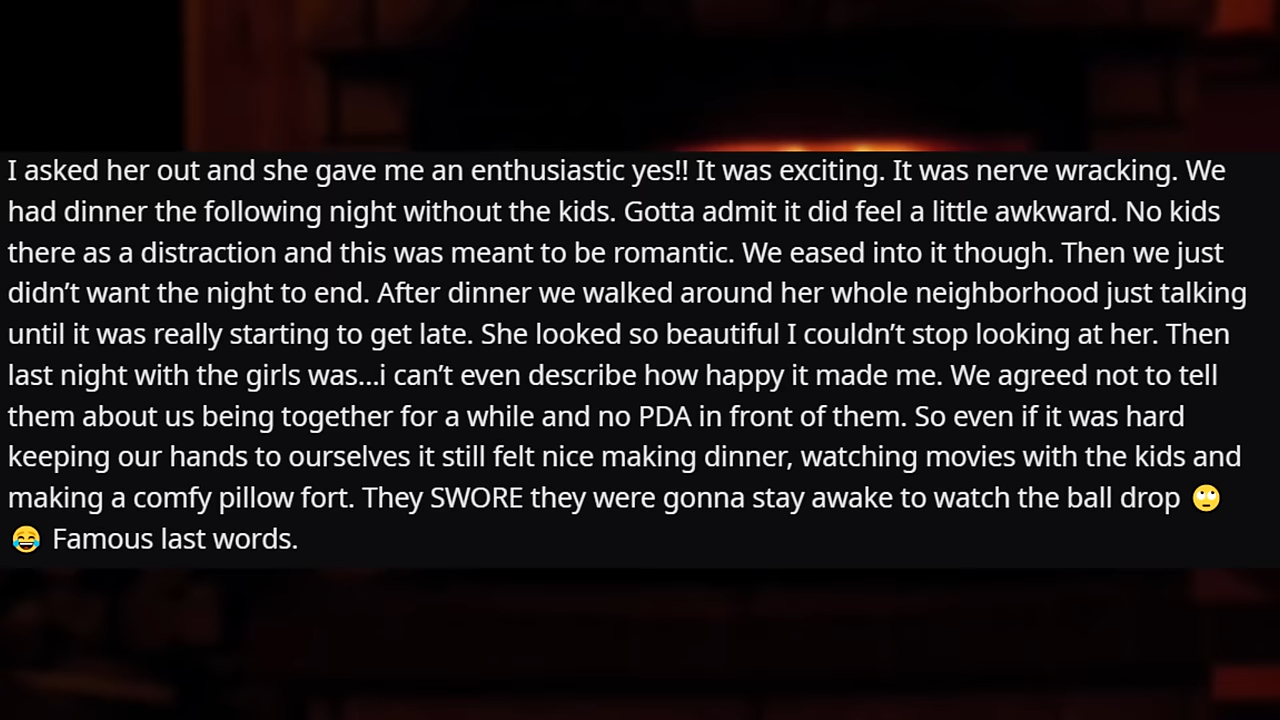 I asked her out and she gave me an enthusiastic yes!! It was exciting. It was nerve wracking. We
had dinner the following night without the kids. Gotta admit it did feel a little awkward. No kids
there as a distraction and this was meant to be romantic. We eased into it though. Then we just
didn’t want the night to end. After dinner we walked around her whole neighborhood just talking
until it was really starting to get late. She looked so beautiful I couldn’t stop looking at her. Then
last night with the girls was...i can’t even describe how happy it made me. We agreed not to tell
them about us being together for a while and no PDA in front of them. So even if it was hard
keeping our hands to ourselves it still felt nice making dinner, watching movies with the kids and
making a comfy pillow fort. They SWORE they were gonna stay awake to watch the ball drop 🙄
😂 Famous last words.